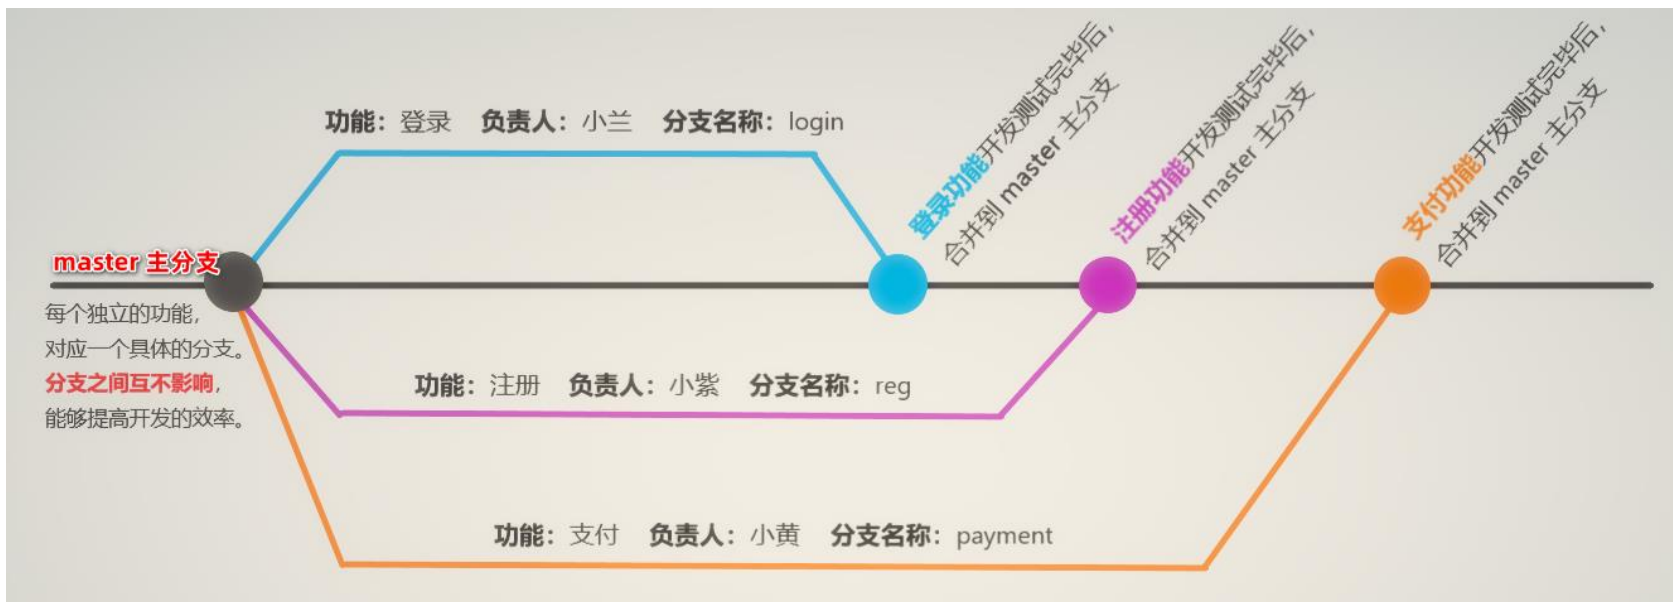 功能：登录 负责人：小兰 分支名称：login
登录功能开发测试完毕后，
合并到 master 主分支
注册功能开发测试完毕后，
合并到 master 主分支
支付功能开发测试完毕后，
合并到 master 主分支
master 主分支
每个独立的功能，
对应一个具体的分支。
分支之间互不影响，
能够提高开发的效率。
功能：注册 负责人：小紫 分支名称：reg
功能：支付 负责人：小黄 分支名称：payment